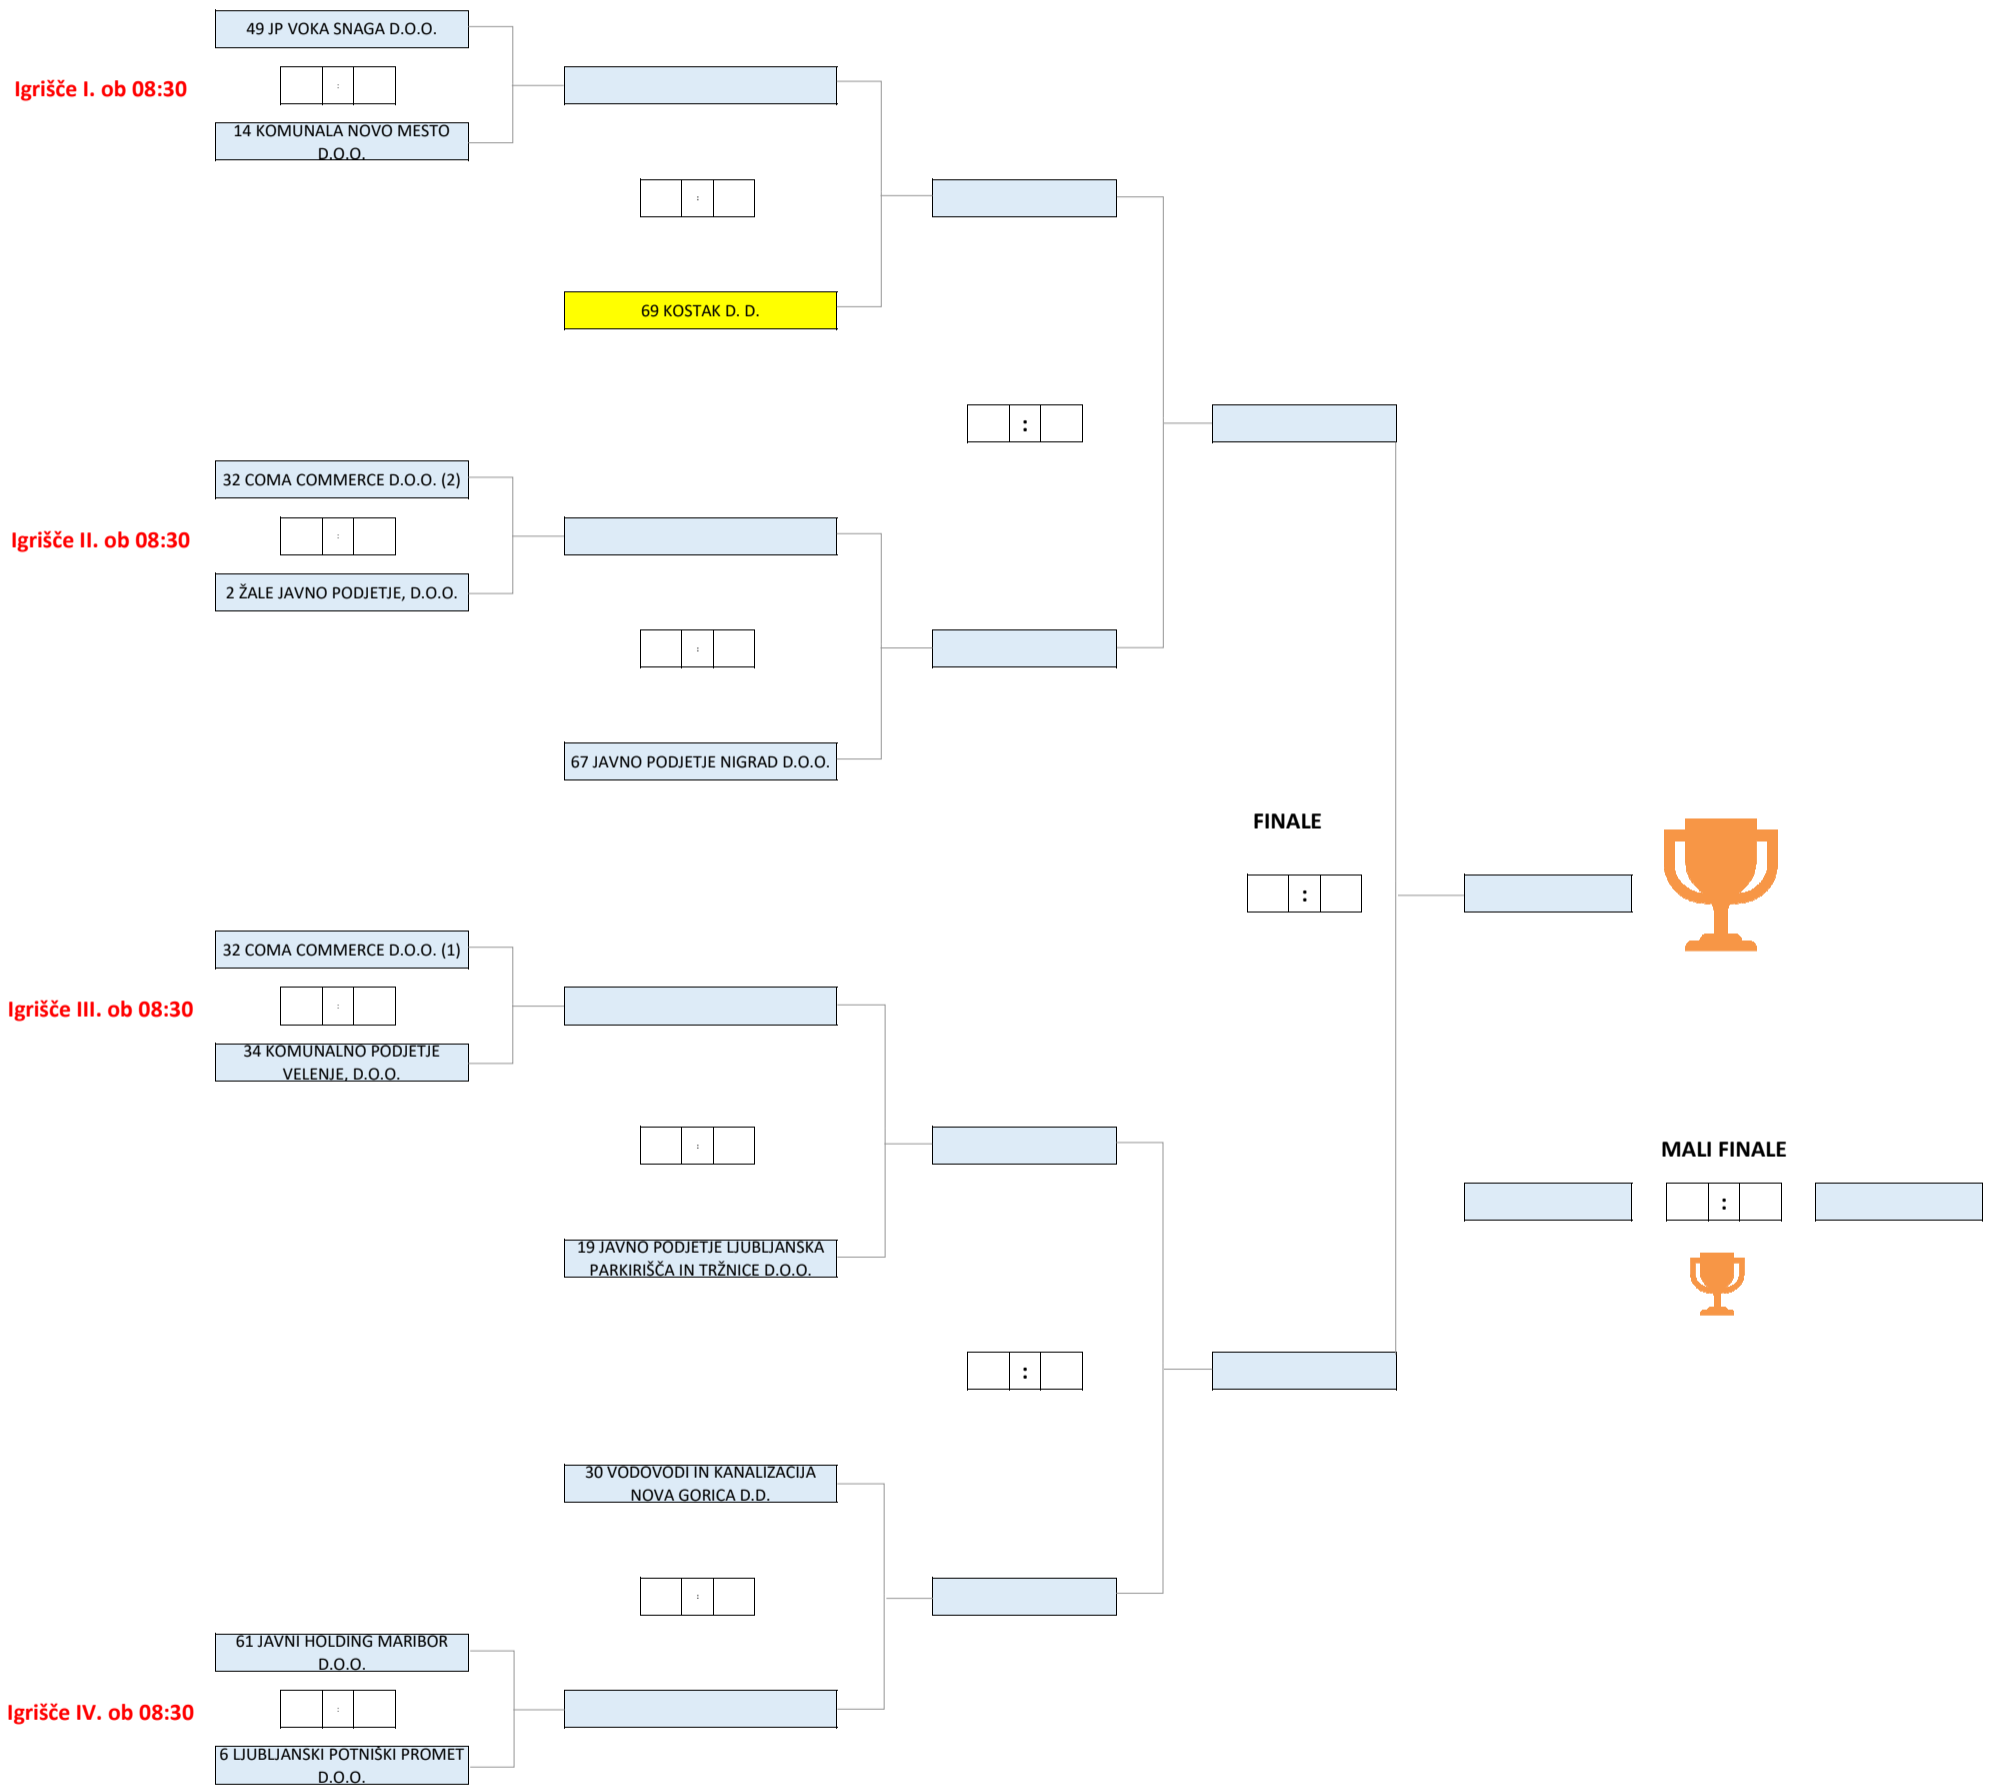 49 JP VOKA SNAGA D.O.O.
Igrišče I. ob 08:30
:
14 KOMUNALA NOVO MESTO
D.O.O.
:
69 KOSTAK D. D.
:
32 COMA COMMERCE D.O.O. (2)
Igrišče II. ob 08:30
:
2 ŽALE JAVNO PODJETJE, D.O.O.
:
67 JAVNO PODJETJE NIGRAD D.O.O.
FINALE
:
32 COMA COMMERCE D.O.O. (1)
Igrišče III. ob 08:30
:
34 KOMUNALNO PODJETJE
VELENJE, D.O.O.
:
MALI FINALE
:
19 JAVNO PODJETJE LJUBLJANSKA
PARKIRIŠČA IN TRŽNICE D.O.O.
:
30 VODOVODI IN KANALIZACIJA
NOVA GORICA D.D.
:
61 JAVNI HOLDING MARIBOR
D.O.O.
Igrišče IV. ob 08:30
:
6 LJUBLJANSKI POTNIŠKI PROMET
D.O.O.